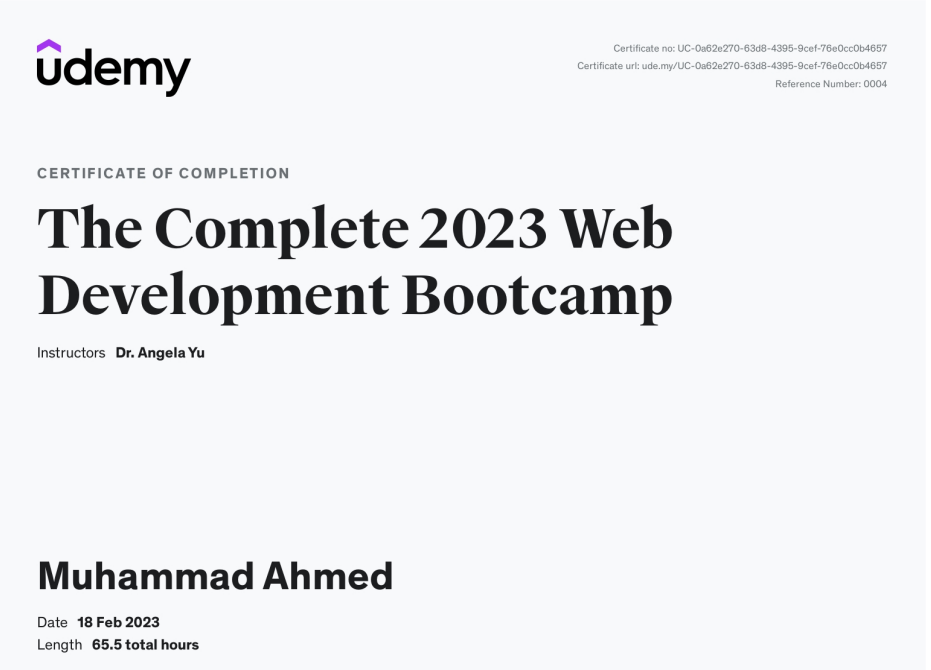 udemy
Certificate no: UC-0a62e270-63d8-4395-9cef-76e0cc0b4657
Certificate url: ude.my/UC-0a62e270-63d8-4395-9cef-76e0cc0b4657
Reference Number: 0004
CERTIFICATE OF COMPLETION
The Complete 2023 Web
Development Bootcamp
Instructors Dr. Angela Yu
Muhammad Ahmed
Date 18 Feb 2023
Length 65.5 total hours